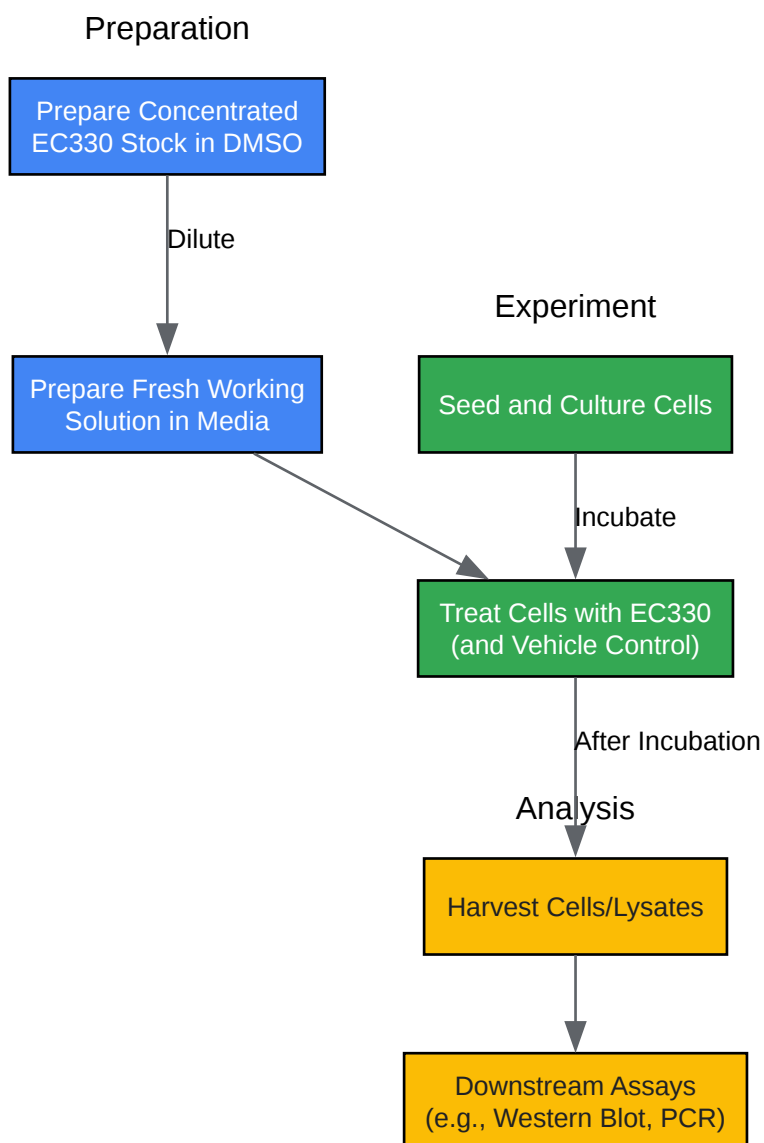 Preparation
Prepare Concentrated
EC330 Stock in DMSO
Dilute
Prepare Fresh Working
Solution in Media
Experiment
Seed and Culture Cells
Incubate
Treat Cells with EC330
(and Vehicle Control)
After Incubation
Analysis
Harvest Cells/Lysates
Downstream Assays
(e.g., Western Blot, PCR)